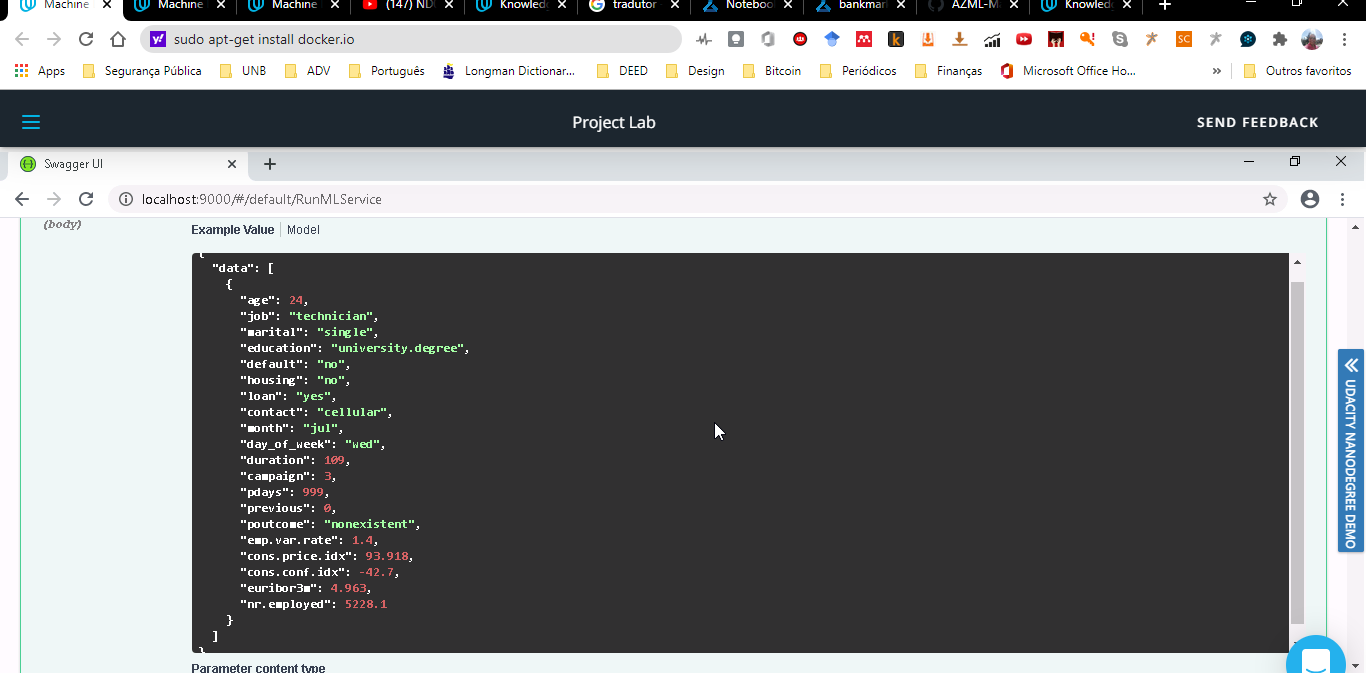 Machine
Machine
Machine
(147) ND
Knowled
tradutor -
Noteboo
bankmar
AZML-M
Knowled
sudo apt-get install docker.io
Apps
Segurança Pública
UNB
ADV
Português
Longman Dictionar...
DEED
Design
Bitcoin
Periódicos
Finanças
Microsoft Office Ho...
»
Outros favoritos
Project Lab
SEND FEEDBACK
Swagger UI
localhost:9000/#/default/RunMLService
(body)
Example Value
Model
{
"data": [
{
"age": 24,
"job": "technician",
"marital": "single",
"education": "university.degree",
"default": "no",
"housing": "no",
"loan": "yes",
"contact": "cellular",
"month": "jul",
"day_of_week": "wed",
"duration": 109,
"campaign": 3,
"pdays": 999,
"previous": 0,
"poutcome": "nonexistent",
"emp.var.rate": 1.4,
"cons.price.idx": 93.918,
"cons.conf.idx": -42.7,
"euribor3m": 4.963,
"nr.employed": 5228.1
}
]
}
Parameter content type
UDACITY NANODEGREE DEMO